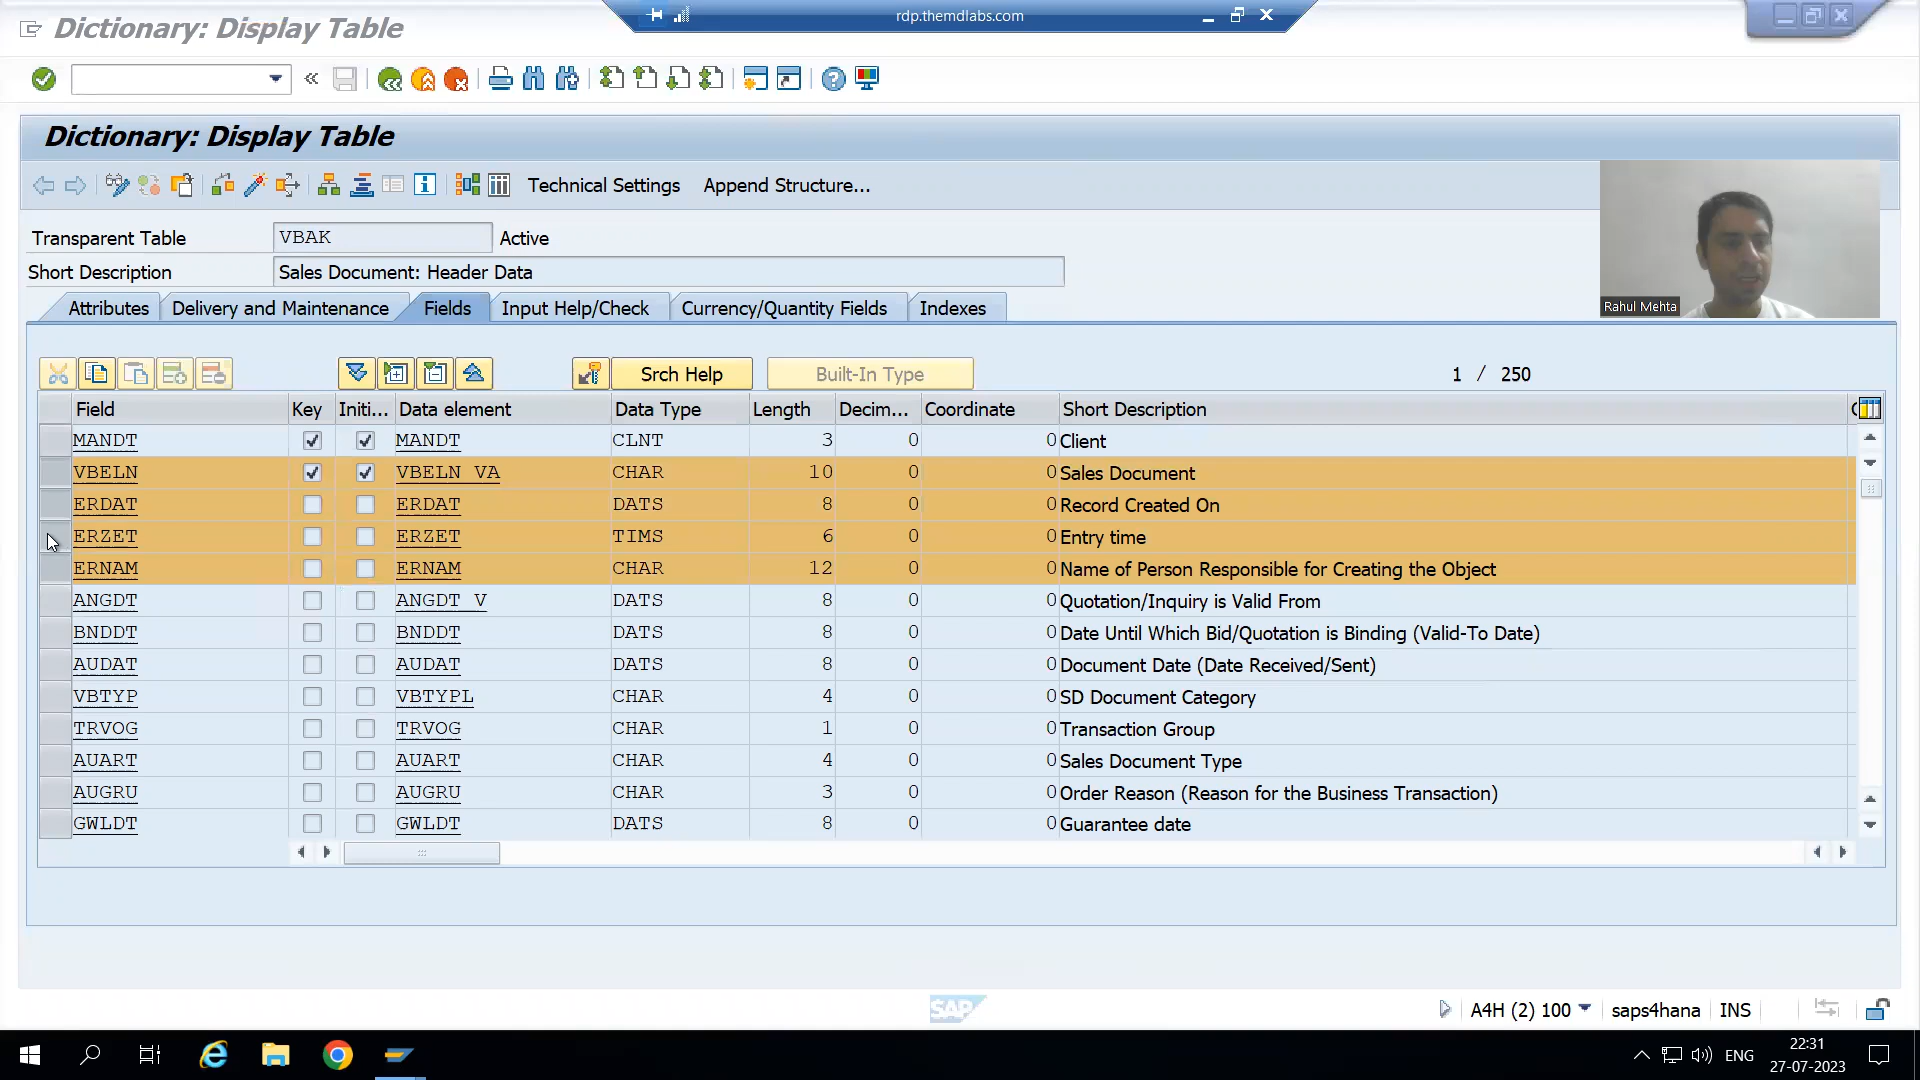 Dictionary: Display Table
rdp.themdlabs.com
Dictionary: Display Table
Technical Settings Append Structure...
Transparent Table VBAK Active
Short Description Sales Document: Header Data
Rahul Mehta
Attributes Delivery and Maintenance Fields Input Help/Check Currency/Quantity Fields Indexes
Srch Help Built-In Type 1 / 250
Field Key Initi... Data element Data Type Length Decim... Coordinate Short Description
MANDT MANDT CLNT 3 0 0 Client
VBELN VBELN_VA CHAR 10 0 0 Sales Document
ERDAT ERDAT DATS 8 0 0 Record Created On
ERZET ERZET TIMS 6 0 0 Entry time
ERNAM ERNAM CHAR 12 0 0 Name of Person Responsible for Creating the Object
ANGDT ANGDT_V DATS 8 0 0 Quotation/Inquiry is Valid From
BNDDT BNDDT DATS 8 0 0 Date Until Which Bid/Quotation is Binding (Valid-To Date)
AUDAT AUDAT DATS 8 0 0 Document Date (Date Received/Sent)
VBTYP VBTYPL CHAR 4 0 0 SD Document Category
TRVOG TRVOG CHAR 1 0 0 Transaction Group
AUART AUART CHAR 4 0 0 Sales Document Type
AUGRU AUGRU CHAR 3 0 0 Order Reason (Reason for the Business Transaction)
GWLDT GWLDT DATS 8 0 0 Guarantee date
SAP
A4H (2) 100 saps4hana INS
ENG
22:31
27-07-2023